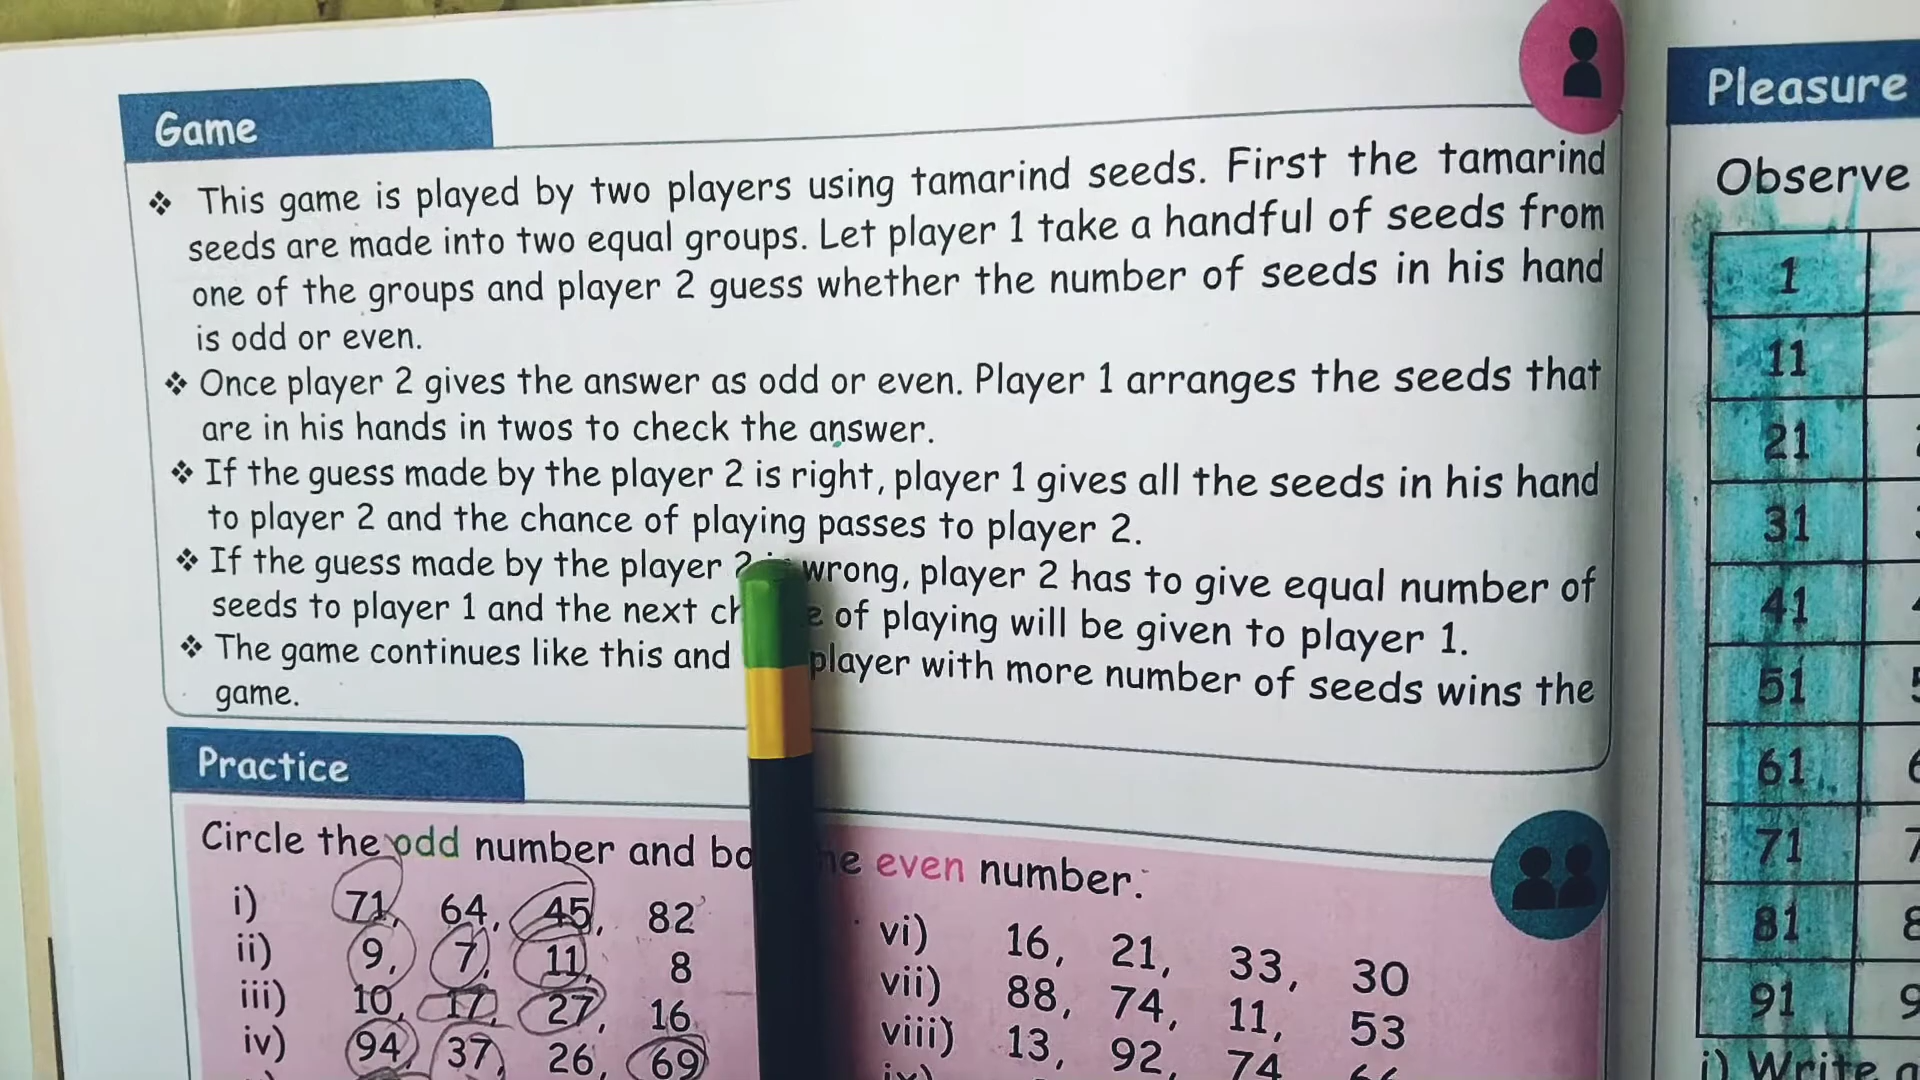 Game
❖ This game is played by two players using tamarind seeds. First the tamarind
seeds are made into two equal groups. Let player 1 take a handful of seeds from
one of the groups and player 2 guess whether the number of seeds in his hand
is odd or even.
❖ Once player 2 gives the answer as odd or even. Player 1 arranges the seeds that
are in his hands in twos to check the answer.
❖ If the guess made by the player 2 is right, player 1 gives all the seeds in his hand
to player 2 and the chance of playing passes to player 2.
❖ If the guess made by the player 2 wrong, player 2 has to give equal number of
seeds to player 1 and the next of playing will be given to player 1.
❖ The game continues like this and player with more number of seeds wins the
game.
Practice
Circle the odd number and even number.
i) 71, 64, 45, 82
ii) 9, 7, 11, 8
iii) 10, 17, 27, 16
iv) 94, 37, 26, 69
vi) 16, 21, 33, 30
vii) 88, 74, 11, 53
viii) 13, 92, 74
Pleasure
Observe
1
11
21
31
41
51
61
71
81
91
i) Write